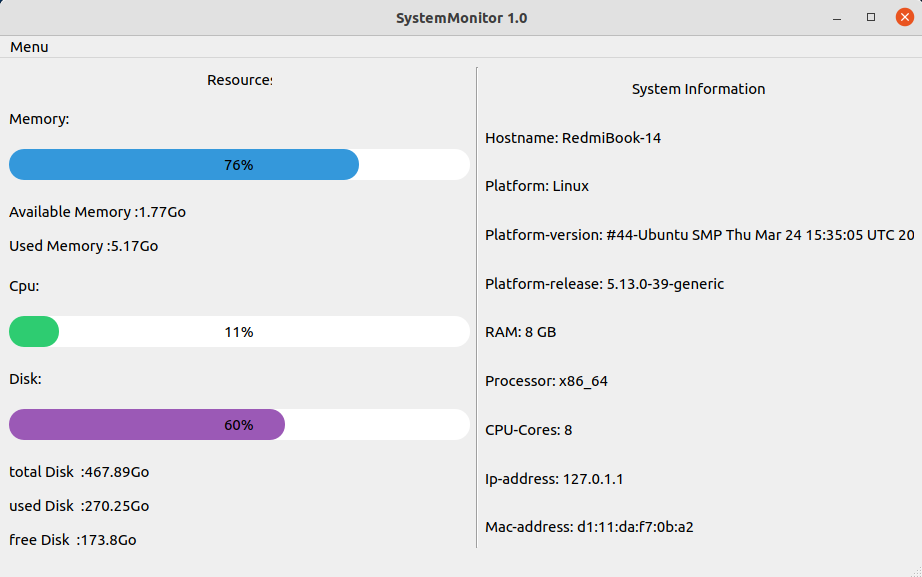 SystemMonitor 1.0
Menu
Resources
Memory:
76%
Available Memory :1.77Go
Used Memory :5.17Go
Cpu:
11%
Disk:
60%
total Disk  :467.89Go
used Disk  :270.25Go
free Disk  :173.8Go
System Information
Hostname: RedmiBook-14
Platform: Linux
Platform-version: #44-Ubuntu SMP Thu Mar 24 15:35:05 UTC 20
Platform-release: 5.13.0-39-generic
RAM: 8 GB
Processor: x86_64
CPU-Cores: 8
Ip-address: 127.0.1.1
Mac-address: d1:11:da:f7:0b:a2